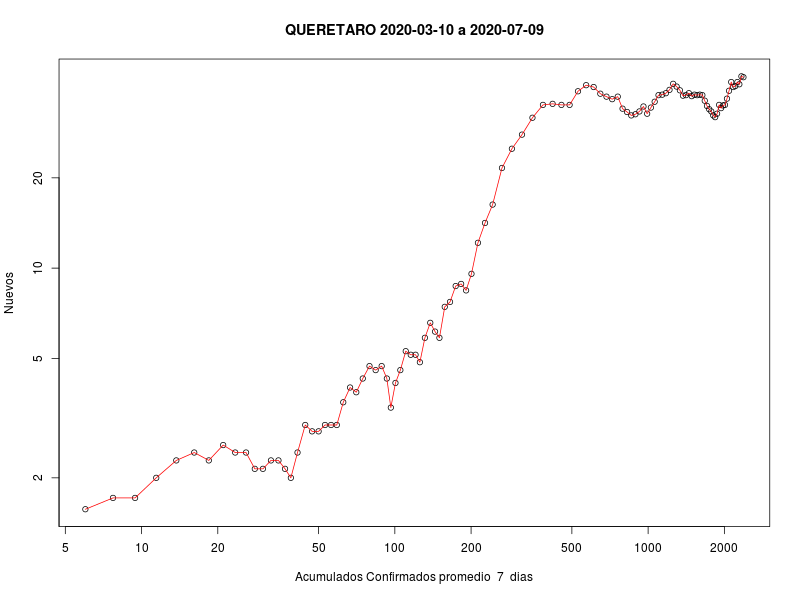 QUERETARO 2020-03-10 a 2020-07-09
Nuevos
20
10
5
2
5 10 20 50 100 200 500 1000 2000
Acumulados Confirmados promedio 7 dias